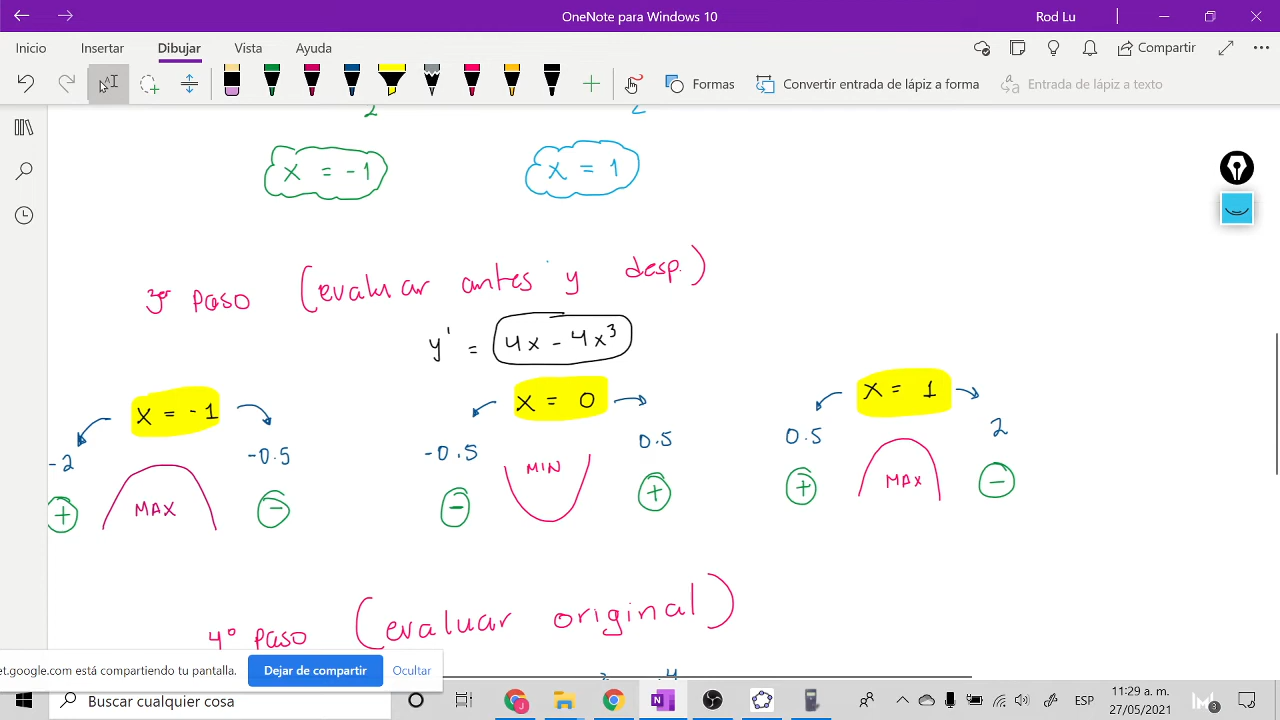 OneNote para Windows 10
Rod Lu
Inicio Insertar Dibujar Vista Ayuda
Compartir
Formas
Convertir entrada de lápiz a forma
Entrada de lápiz a texto
2
x = -1 x = 1
3er Paso (evaluar antes y desp.)
y' = 4x - 4x³
x = -1 x = 0 x = 1
-2 -0.5 -0.5 0.5 0.5 2
MAX MIN MAX
+ - - + + -
4° Paso (evaluar original)
et.google.com está compartiendo tu pantalla. Dejar de compartir Ocultar
Buscar cualquier cosa
ESP
11:29 a. m.
27/05/2021
3